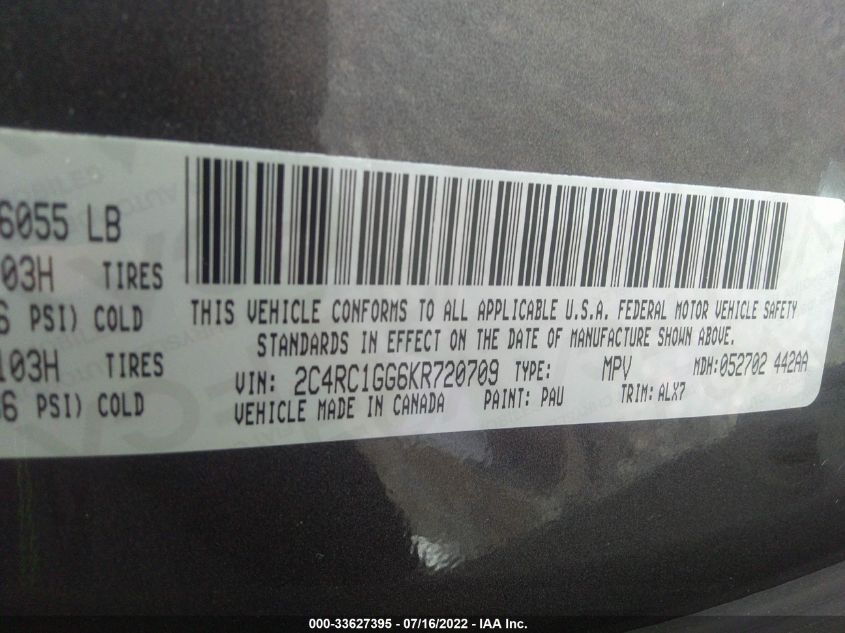 6055 LB
03H TIRES
6 PSI) COLD
103H TIRES
36 PSI) COLD
THIS VEHICLE CONFORMS TO ALL APPLICABLE U.S.A. FEDERAL MOTOR VEHICLE SAFETY
STANDARDS IN EFFECT ON THE DATE OF MANUFACTURE SHOWN ABOVE.
VIN: 2C4RC1GG6KR720709 TYPE: MPV MDH:052702 442AA
VEHICLE MADE IN CANADA PAINT: PAU TRIM: ALX7
000-33627395 - 07/16/2022 - IAA Inc.